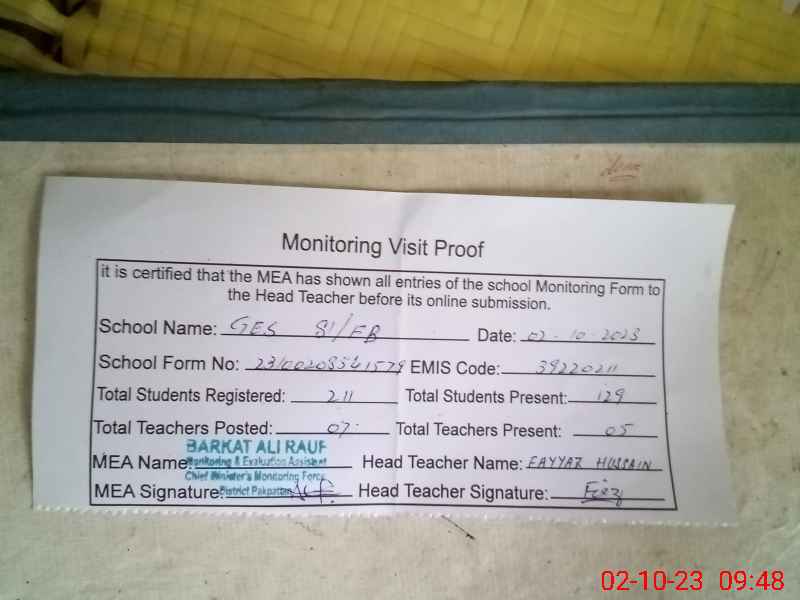 Monitoring Visit Proof
it is certified that the MEA has shown all entries of the school Monitoring Form to
the Head Teacher before its online submission.
School Name: GES 81/EB Date: 02-10-2023
School Form No: EMIS Code: 39220211
Total Students Registered: 211 Total Students Present: 129
Total Teachers Posted: 07 Total Teachers Present: 05
BARKAT ALI RAUF
MEA Name Monitoring & Evaluation Assistant Head Teacher Name: FAYYAZ HUSSAIN
Chief Minister's Monitoring Force
MEA Signature: District Pakpattan Head Teacher Signature:
02-10-23 09:48